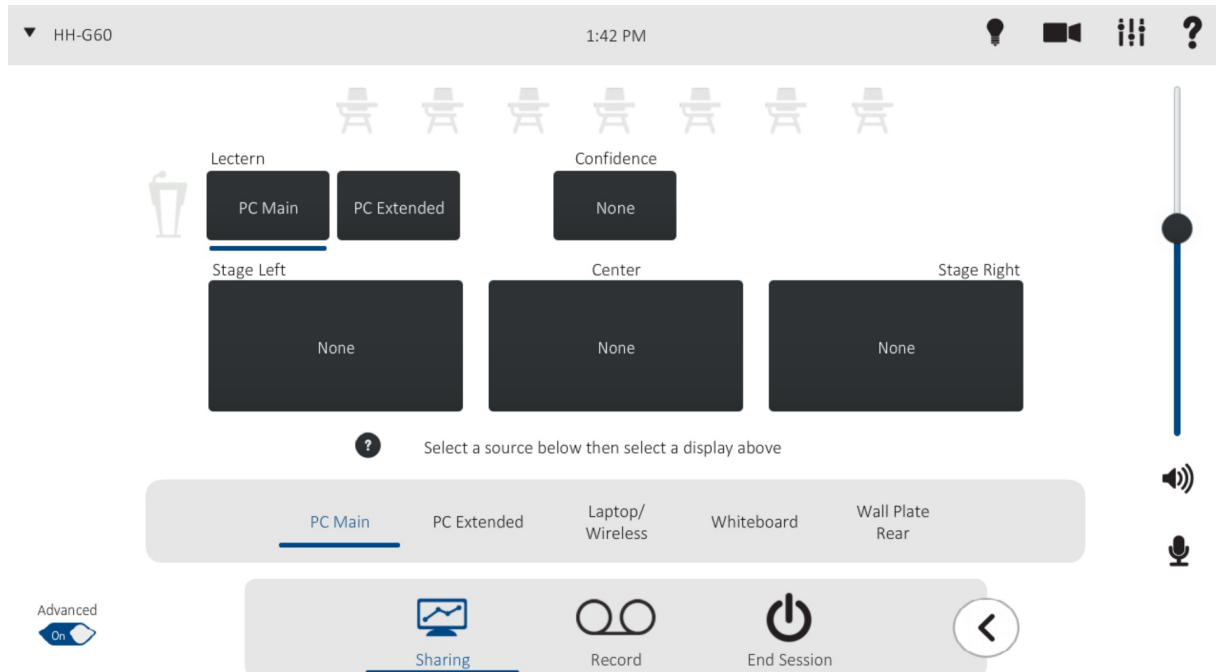 HH-G60
1:42 PM
?
Lectern
Confidence
PC Main
PC Extended
None
Stage Left
Center
Stage Right
None
None
None
?
Select a source below then select a display above
PC Main
PC Extended
Laptop/
Wireless
Whiteboard
Wall Plate
Rear
Advanced
On
Sharing
Record
End Session